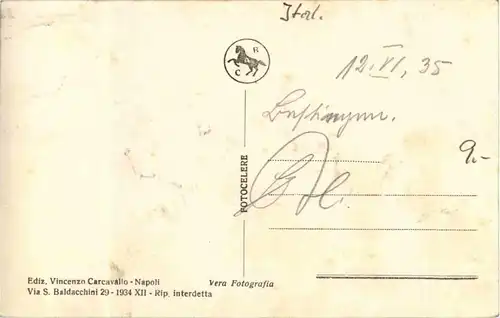 Ital.
R
C
12.VI.35
9.-
FOTOCELERE
Ediz. Vincenzo Carcavallo - Napoli
Via S. Baldacchini 29 - 1934 XII - Rip. interdetta
Vera Fotografia